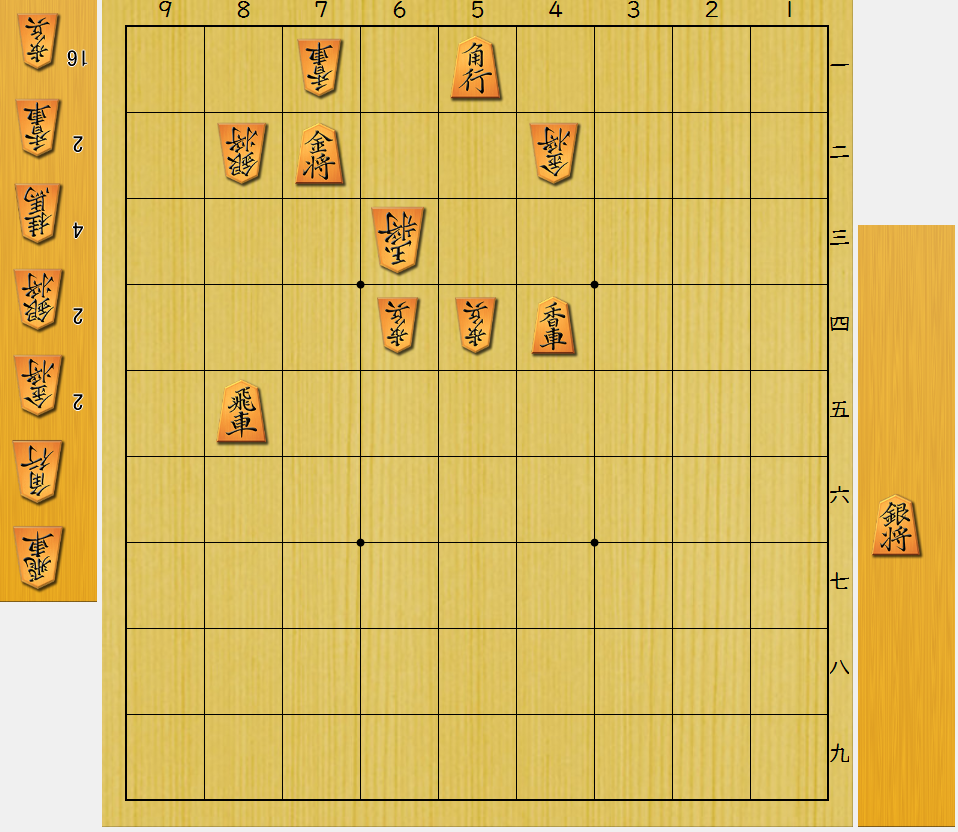 9 8 7 6 5 4 3 2 1
歩兵 16
香車 2
桂馬 4
銀将 2
金将 2
角行
飛車
香車 角行 一
銀将 金将 金将 二
玉将 三
歩兵 歩兵 香車 四
飛車 五
六
七
八
九
銀将